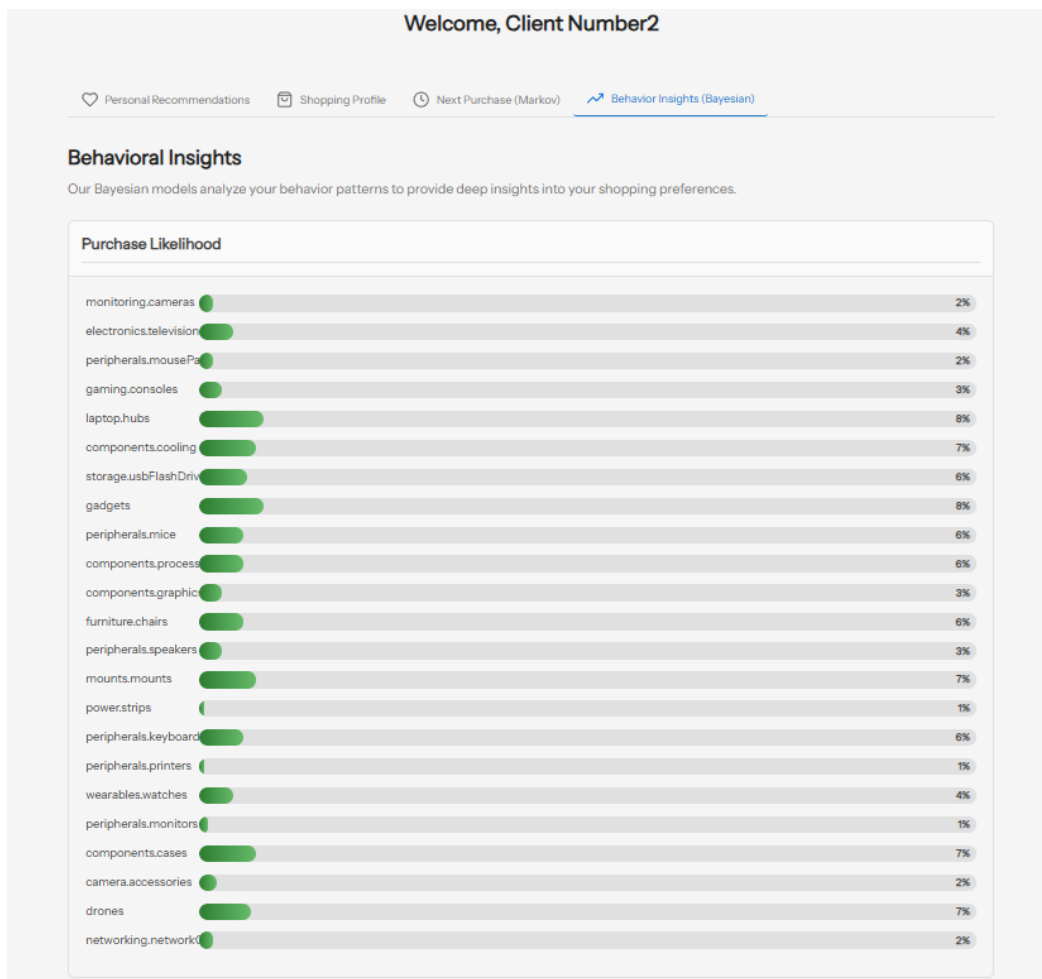 Welcome, Client Number2
Personal Recommendations Shopping Profile Next Purchase (Markov) Behavior Insights (Bayesian)
Behavioral Insights
Our Bayesian models analyze your behavior patterns to provide deep insights into your shopping preferences.
Purchase Likelihood
monitoring.cameras 2%
electronics.television 4%
peripherals.mousePa 2%
gaming.consoles 3%
laptop.hubs 8%
components.cooling 7%
storage.usbFlashDriv 6%
gadgets 8%
peripherals.mice 6%
components.process 6%
components.graphic 3%
furniture.chairs 6%
peripherals.speakers 3%
mounts.mounts 7%
power.strips 1%
peripherals.keyboard 6%
peripherals.printers 1%
wearables.watches 4%
peripherals.monitors 1%
components.cases 7%
camera.accessories 2%
drones 7%
networking.network 2%